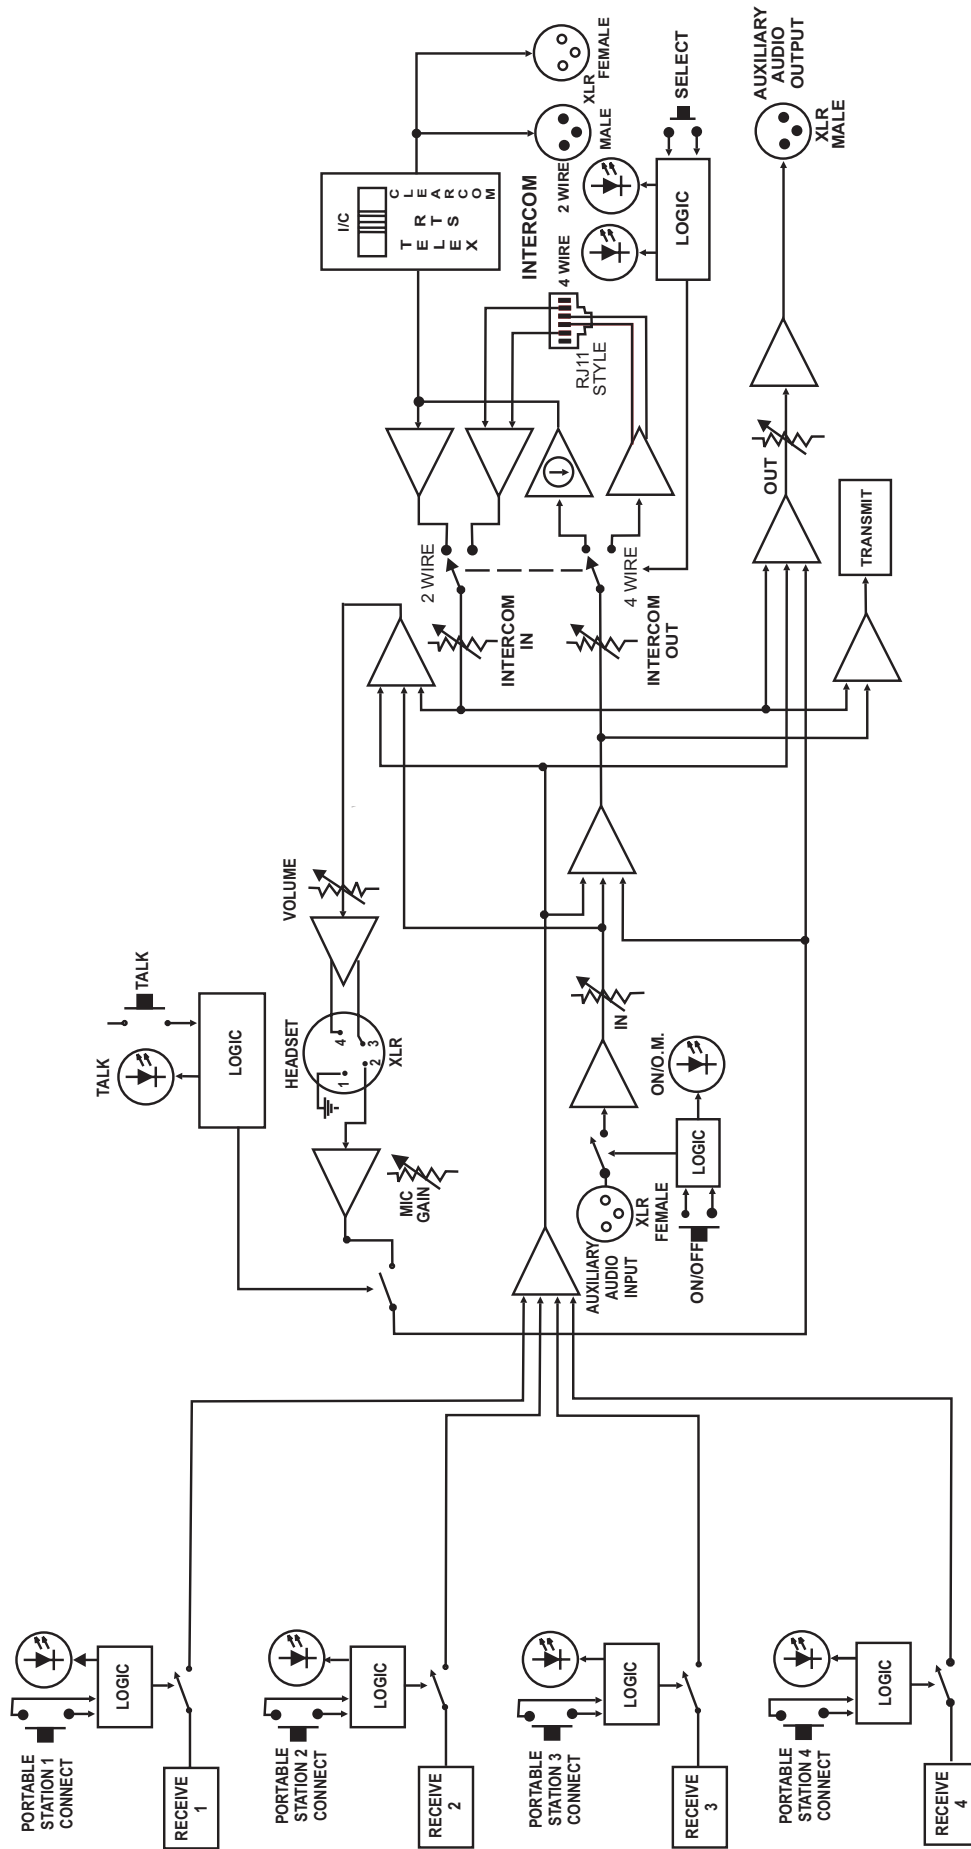 PORTABLE
STATION 1
CONNECT
LOGIC
RECEIVE
1
PORTABLE
STATION 2
CONNECT
LOGIC
RECEIVE
2
PORTABLE
STATION 3
CONNECT
LOGIC
RECEIVE
3
PORTABLE
STATION 4
CONNECT
LOGIC
RECEIVE
4
TALK
TALK
LOGIC
HEADSET
1
2
3
4
XLR
MIC
GAIN
VOLUME
AUXILIARY
AUDIO
INPUT
XLR
FEMALE
ON/OFF
LOGIC
ON/O.M.
IN
INTERCOM
IN
2 WIRE
INTERCOM
OUT
4 WIRE
RJ11
STYLE
I/C
TELEX
RTS
CLEARCOM
INTERCOM
4 WIRE
2 WIRE
MALE
XLR
FEMALE
LOGIC
SELECT
OUT
TRANSMIT
AUXILIARY
AUDIO
OUTPUT
XLR
MALE